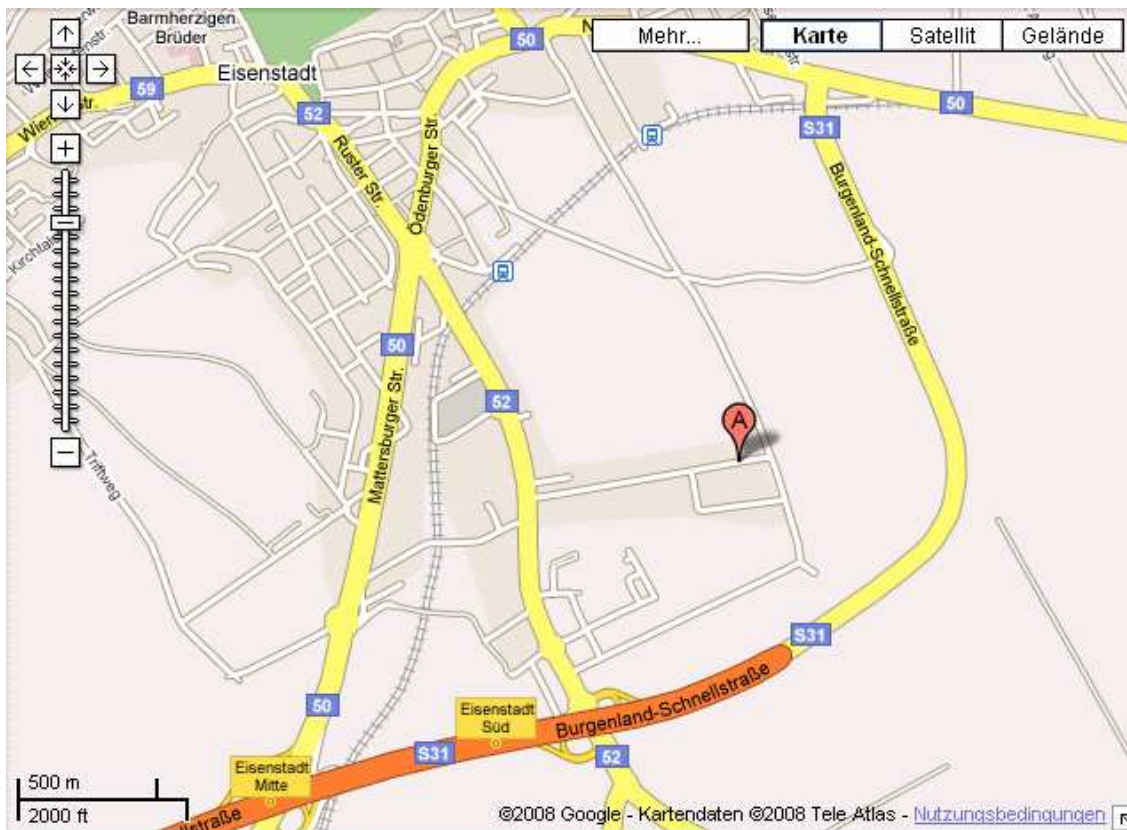 Barmherzigen
Brüder
Mehr...
Karte
Satellit
Gelände
50
Eisenstadt
59
52
50
S31
Ruster Str.
Ödenburger Str.
Burgenland-Schnellstraße
50
Mattersburger Str.
52
A
Triftweg
S31
50
Eisenstadt
Süd
Burgenland-Schnellstraße
S31
52
Eisenstadt
Mitte
500 m
2000 ft
©2008 Google - Kartendaten ©2008 Tele Atlas - Nutzungsbedingungen